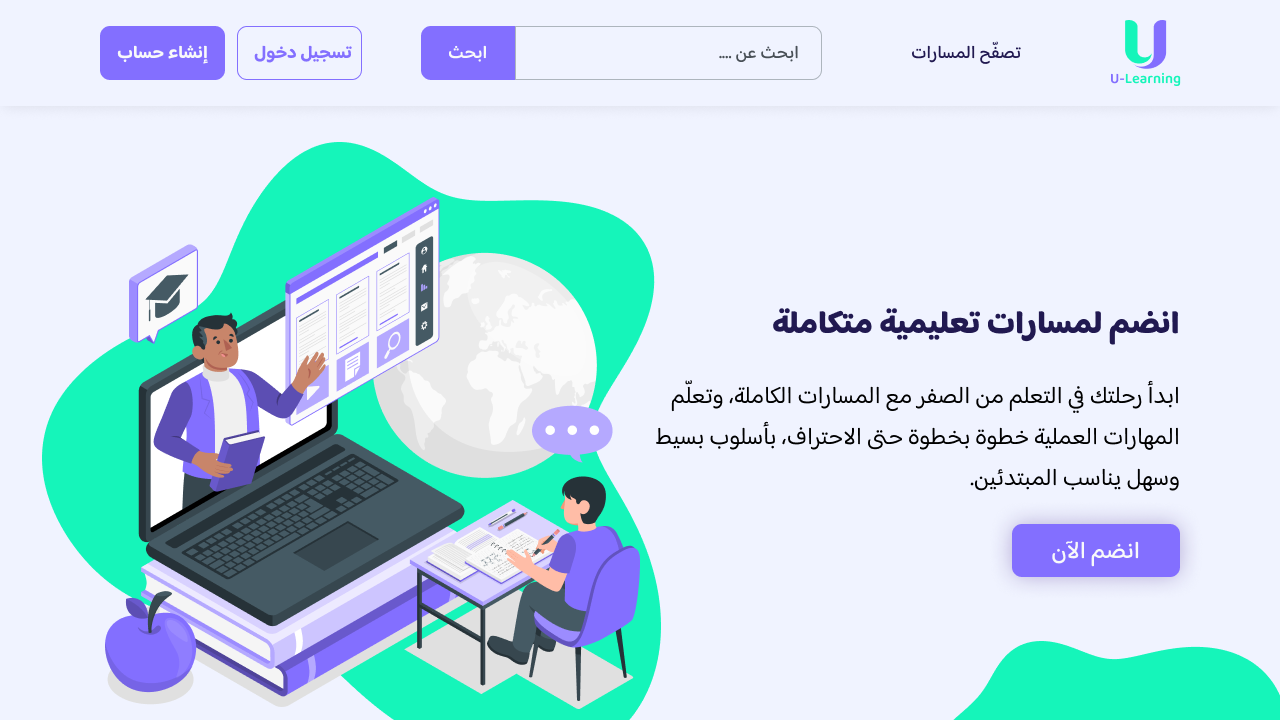 U-Learning
تصفّح المسارات
ابحث عن ....
ابحث
تسجيل دخول
إنشاء حساب
انضم لمسارات تعليمية متكاملة
ابدأ رحلتك في التعلم من الصفر مع المسارات الكاملة، وتعلّم
المهارات العملية خطوة بخطوة حتى الاحتراف، بأسلوب بسيط
وسهل يناسب المبتدئين.
انضم الآن